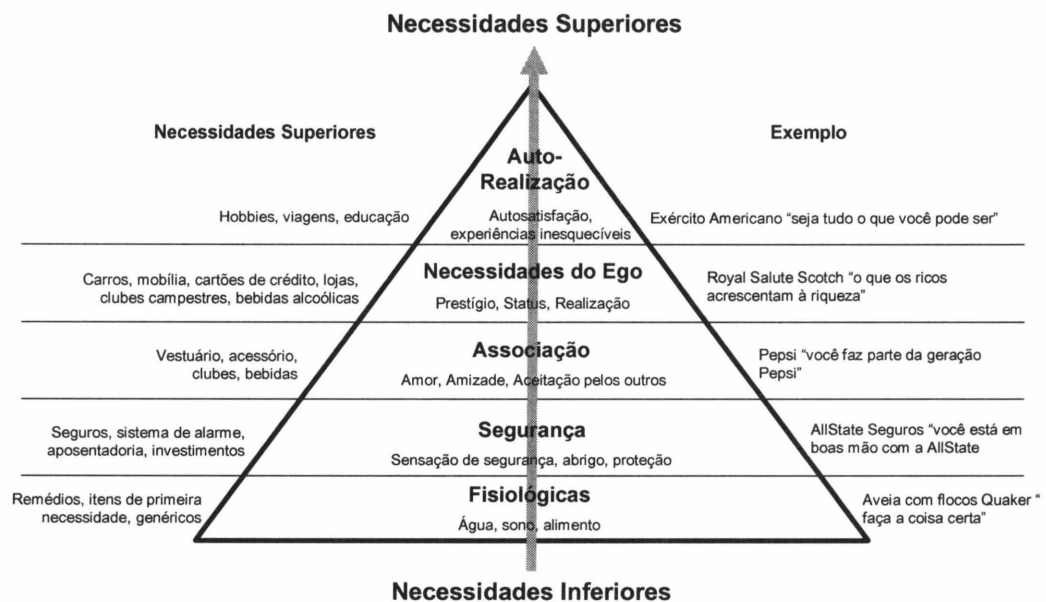 Necessidades Superiores
Necessidades Superiores
Exemplo
Auto-
Realização
Hobbies, viagens, educação
Autosatisfação,
experiências inesquecíveis
Exército Americano “seja tudo o que você pode ser”
Carros, mobília, cartões de crédito, lojas,
clubes campestres, bebidas alcoólicas
Necessidades do Ego
Prestígio, Status, Realização
Royal Salute Scotch “o que os ricos
acrescentam à riqueza”
Vestuário, acessório,
clubes, bebidas
Associação
Amor, Amizade, Aceitação pelos outros
Pepsi “você faz parte da geração
Pepsi”
Seguros, sistema de alarme,
aposentadoria, investimentos
Segurança
Sensação de segurança, abrigo, proteção
AllState Seguros “você está em
boas mão com a AllState
Remédios, itens de primeira
necessidade, genéricos
Fisiológicas
Água, sono, alimento
Aveia com flocos Quaker “
faça a coisa certa”
Necessidades Inferiores